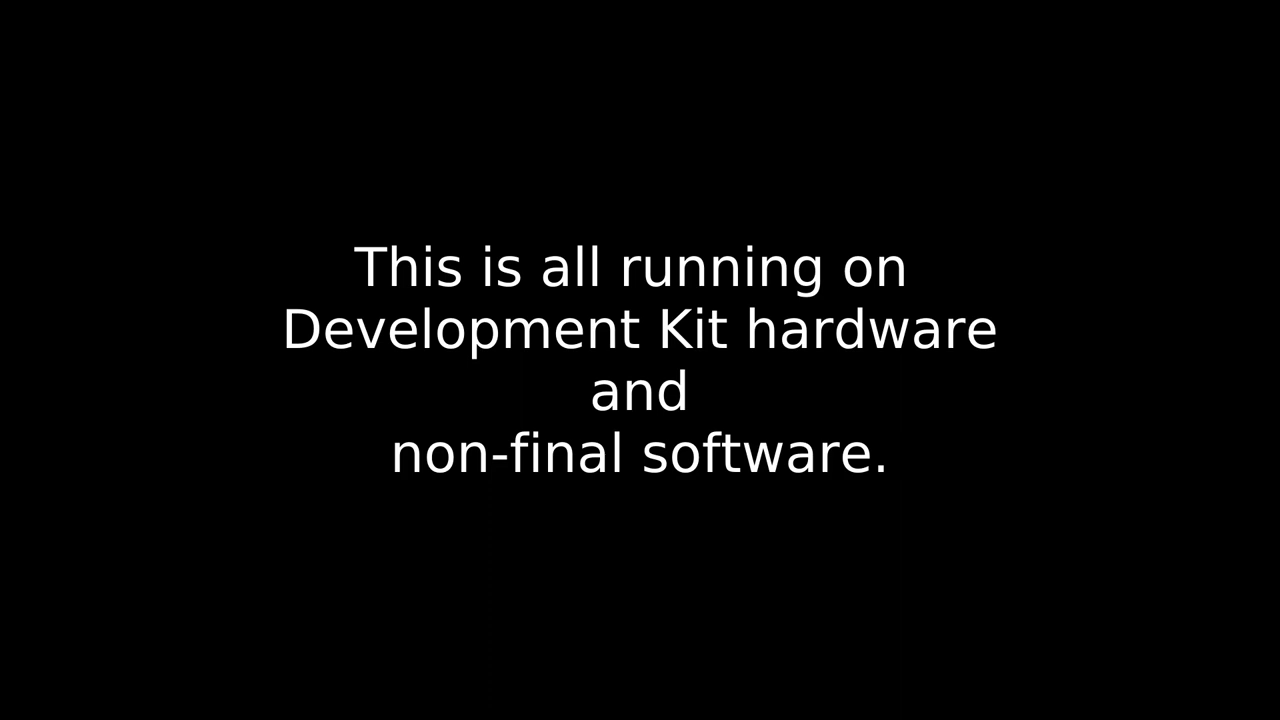 This is all running on
Development Kit hardware
and
non-final software.